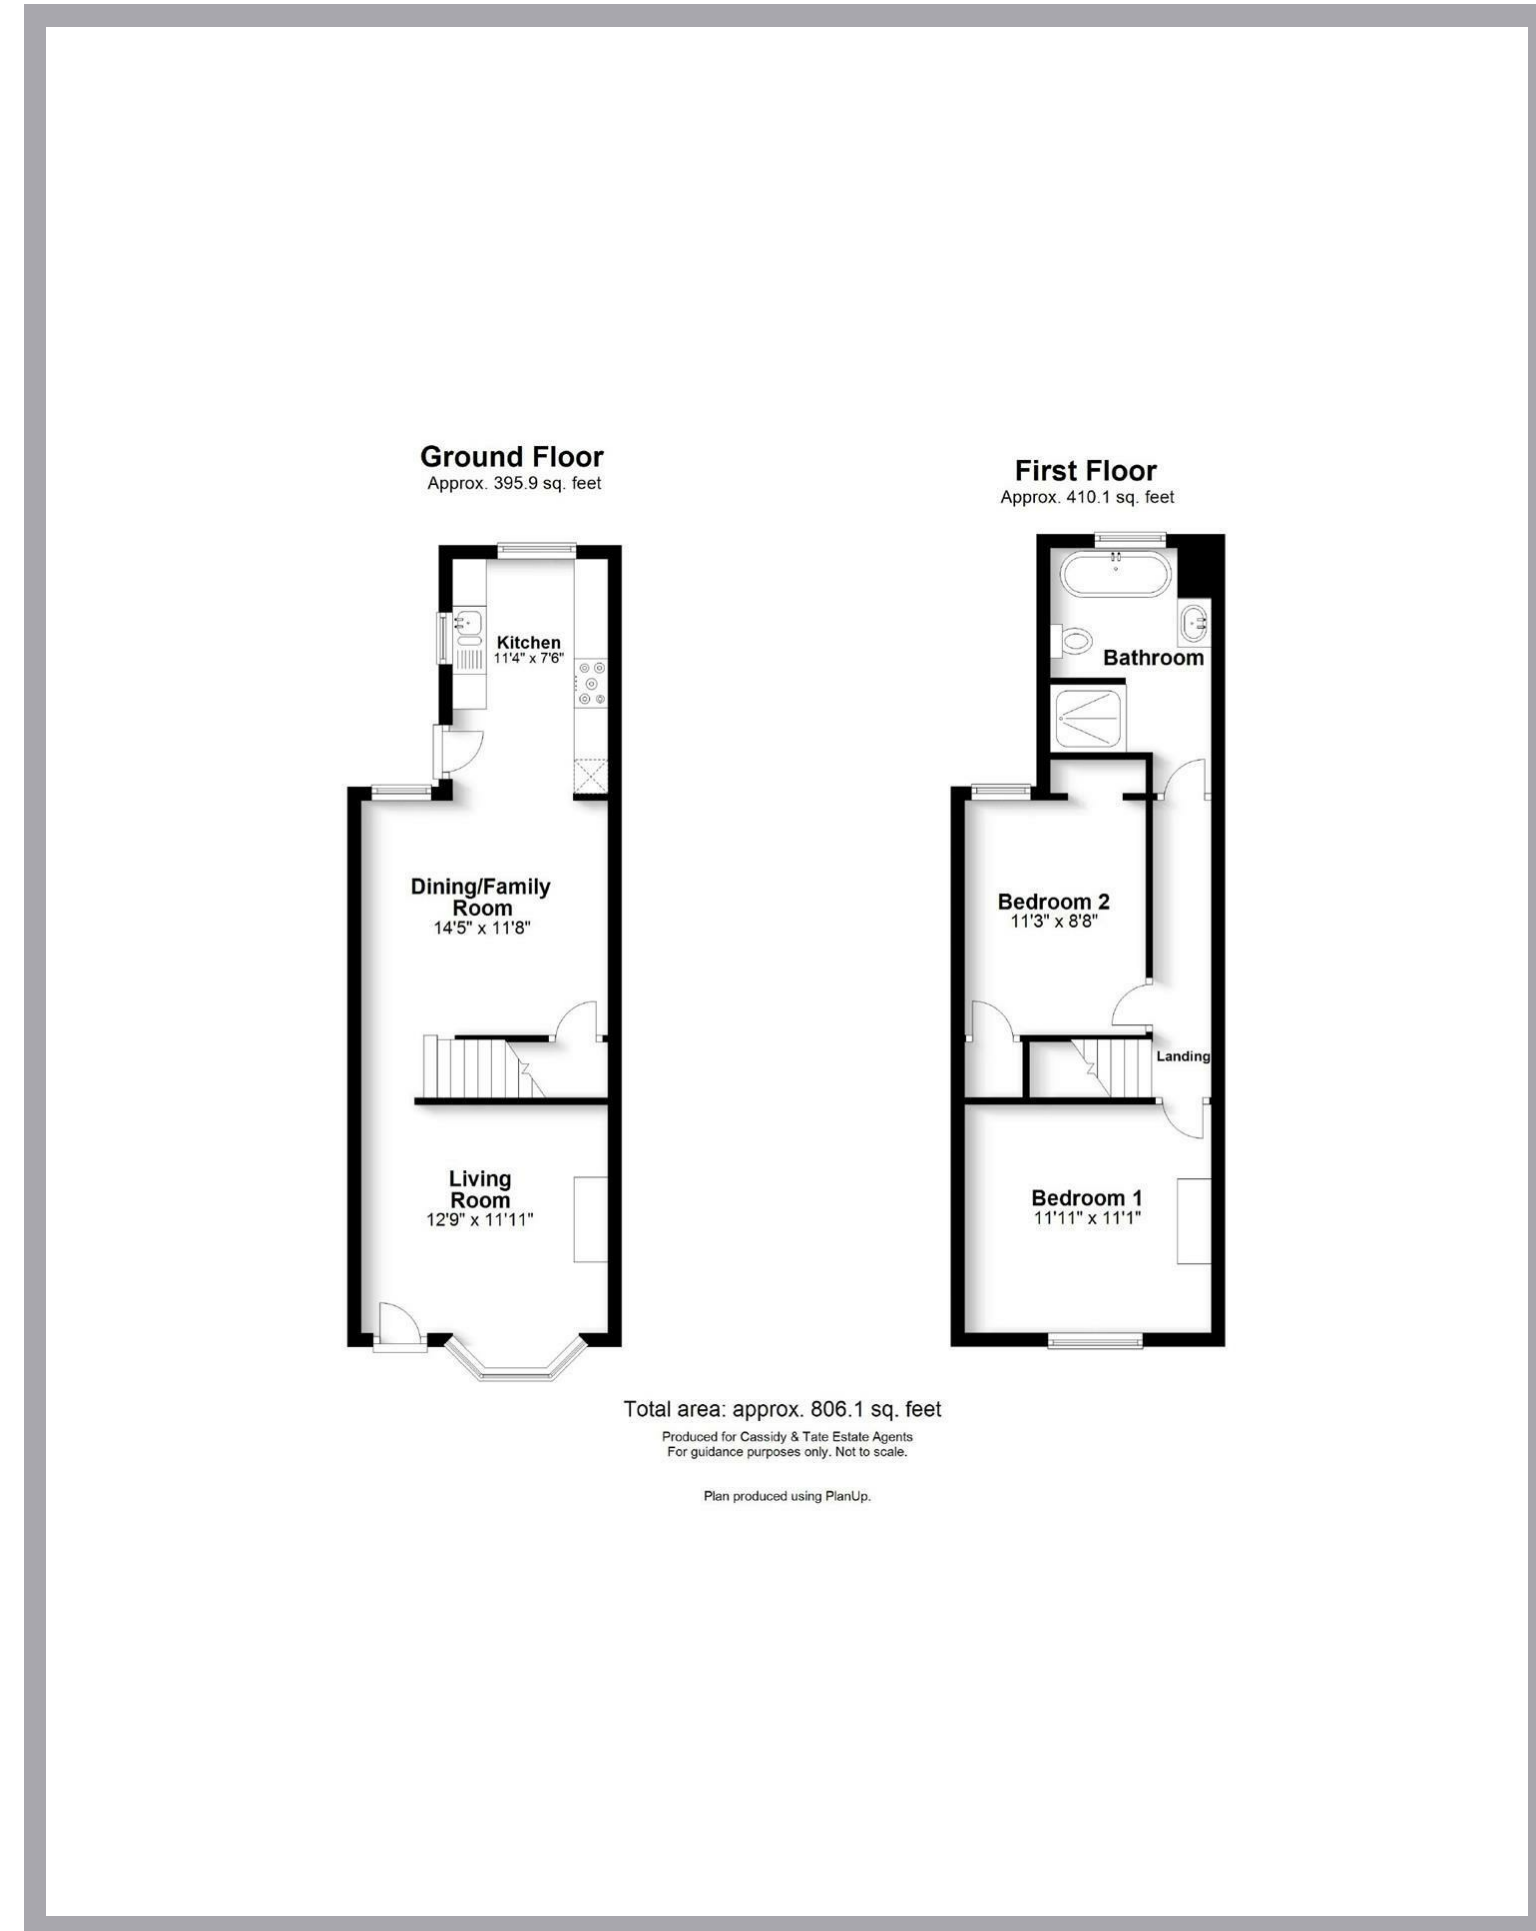 Ground Floor
Approx. 395.9 sq. feet
Kitchen
11'4" x 7'6"
Dining/Family
Room
14'5" x 11'8"
Living
Room
12'9" x 11'11"
First Floor
Approx. 410.1 sq. feet
Bathroom
Bedroom 2
11'3" x 8'8"
Landing
Bedroom 1
11'11" x 11'1"
Total area: approx. 806.1 sq. feet
Produced for Cassidy & Tate Estate Agents
For guidance purposes only. Not to scale.
Plan produced using PlanUp.